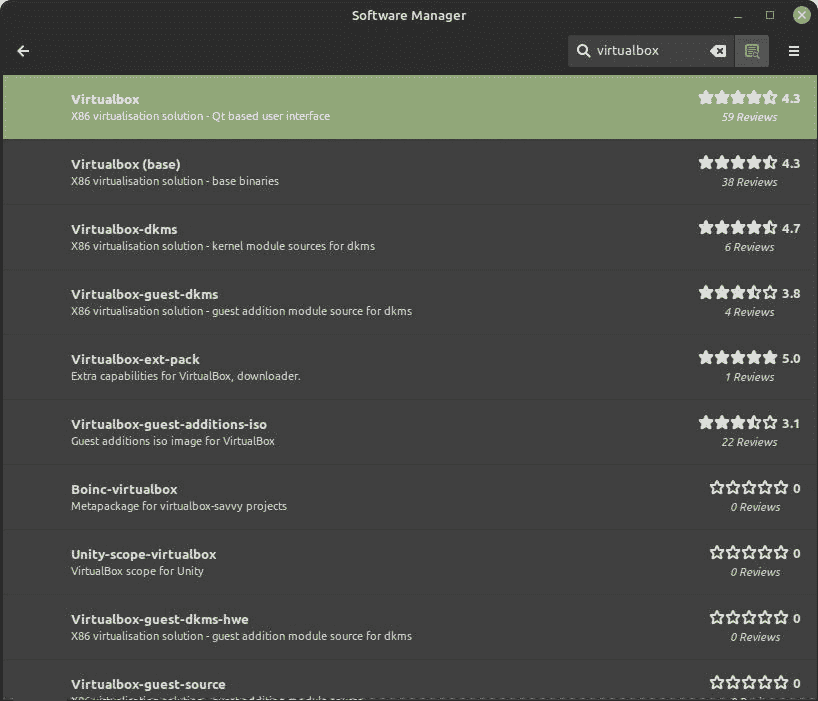 Software Manager
virtualbox
Virtualbox 4.3
X86 virtualisation solution - Qt based user interface 59 Reviews
Virtualbox (base) 4.3
X86 virtualisation solution - base binaries 38 Reviews
Virtualbox-dkms 4.7
X86 virtualisation solution - kernel module sources for dkms 6 Reviews
Virtualbox-guest-dkms 3.8
X86 virtualisation solution - guest addition module source for dkms 4 Reviews
Virtualbox-ext-pack 5.0
Extra capabilities for VirtualBox, downloader. 1 Reviews
Virtualbox-guest-additions-iso 3.1
Guest additions iso image for VirtualBox 22 Reviews
Boinc-virtualbox 0
Metapackage for virtualbox-savvy projects 0 Reviews
Unity-scope-virtualbox 0
VirtualBox scope for Unity 0 Reviews
Virtualbox-guest-dkms-hwe 0
X86 virtualisation solution - guest addition module source for dkms 0 Reviews
Virtualbox-guest-source 0